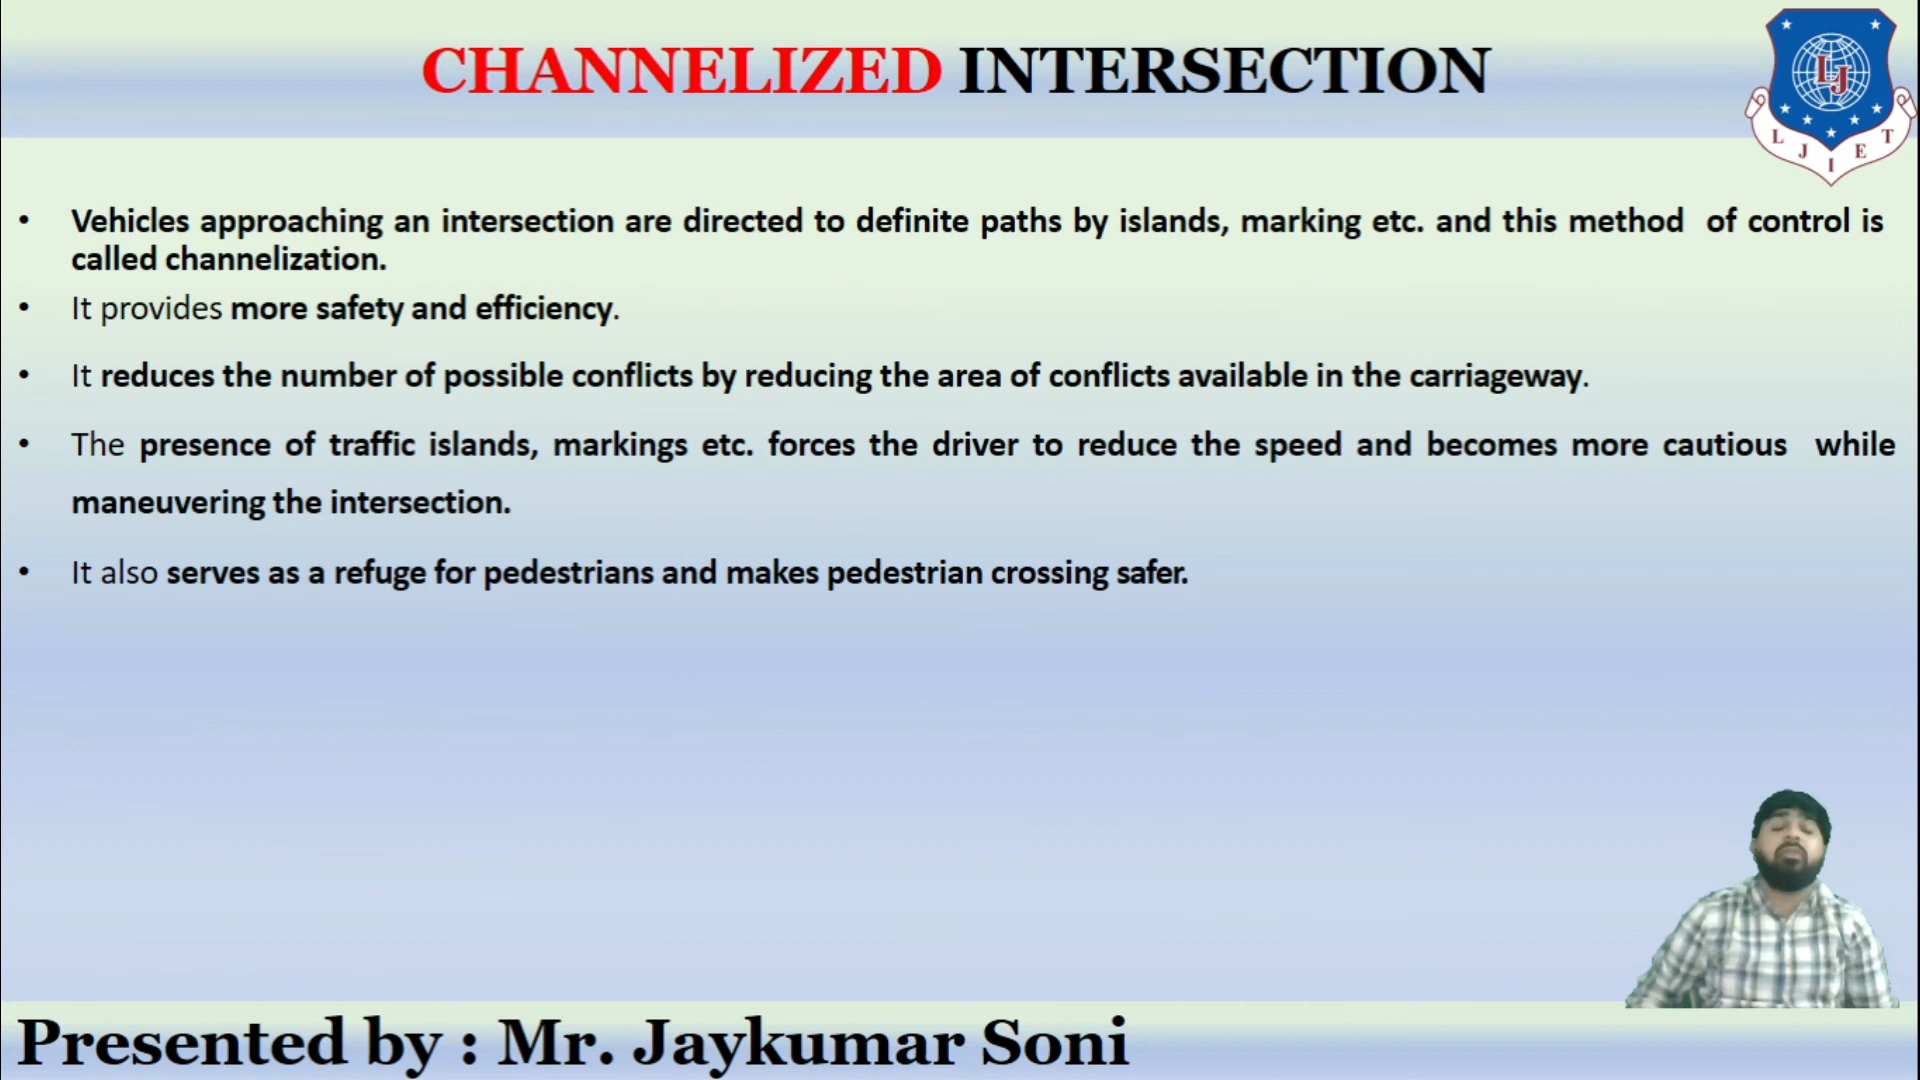 CHANNELIZED INTERSECTION
LJ
L J I E T
• Vehicles approaching an intersection are directed to definite paths by islands, marking etc. and this method of control is
called channelization.
• It provides more safety and efficiency.
• It reduces the number of possible conflicts by reducing the area of conflicts available in the carriageway.
• The presence of traffic islands, markings etc. forces the driver to reduce the speed and becomes more cautious while
maneuvering the intersection.
• It also serves as a refuge for pedestrians and makes pedestrian crossing safer.
Presented by : Mr. Jaykumar Soni